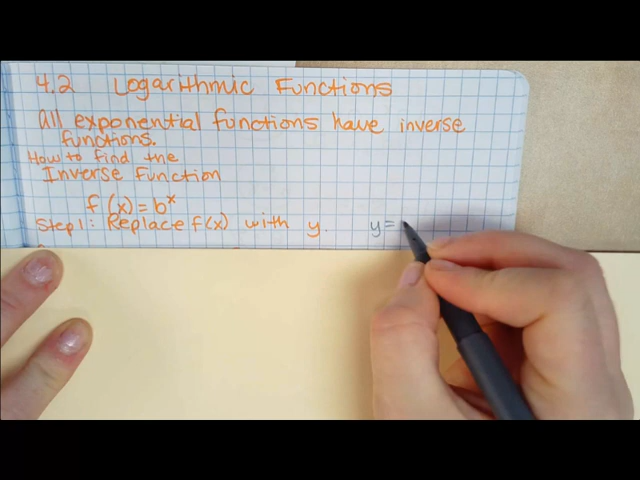 4.2 Logarithmic Functions
All exponential functions have inverse
functions.
How to find the
Inverse Function
f(x) = bˣ
Step 1: Replace f(x) with y. y =